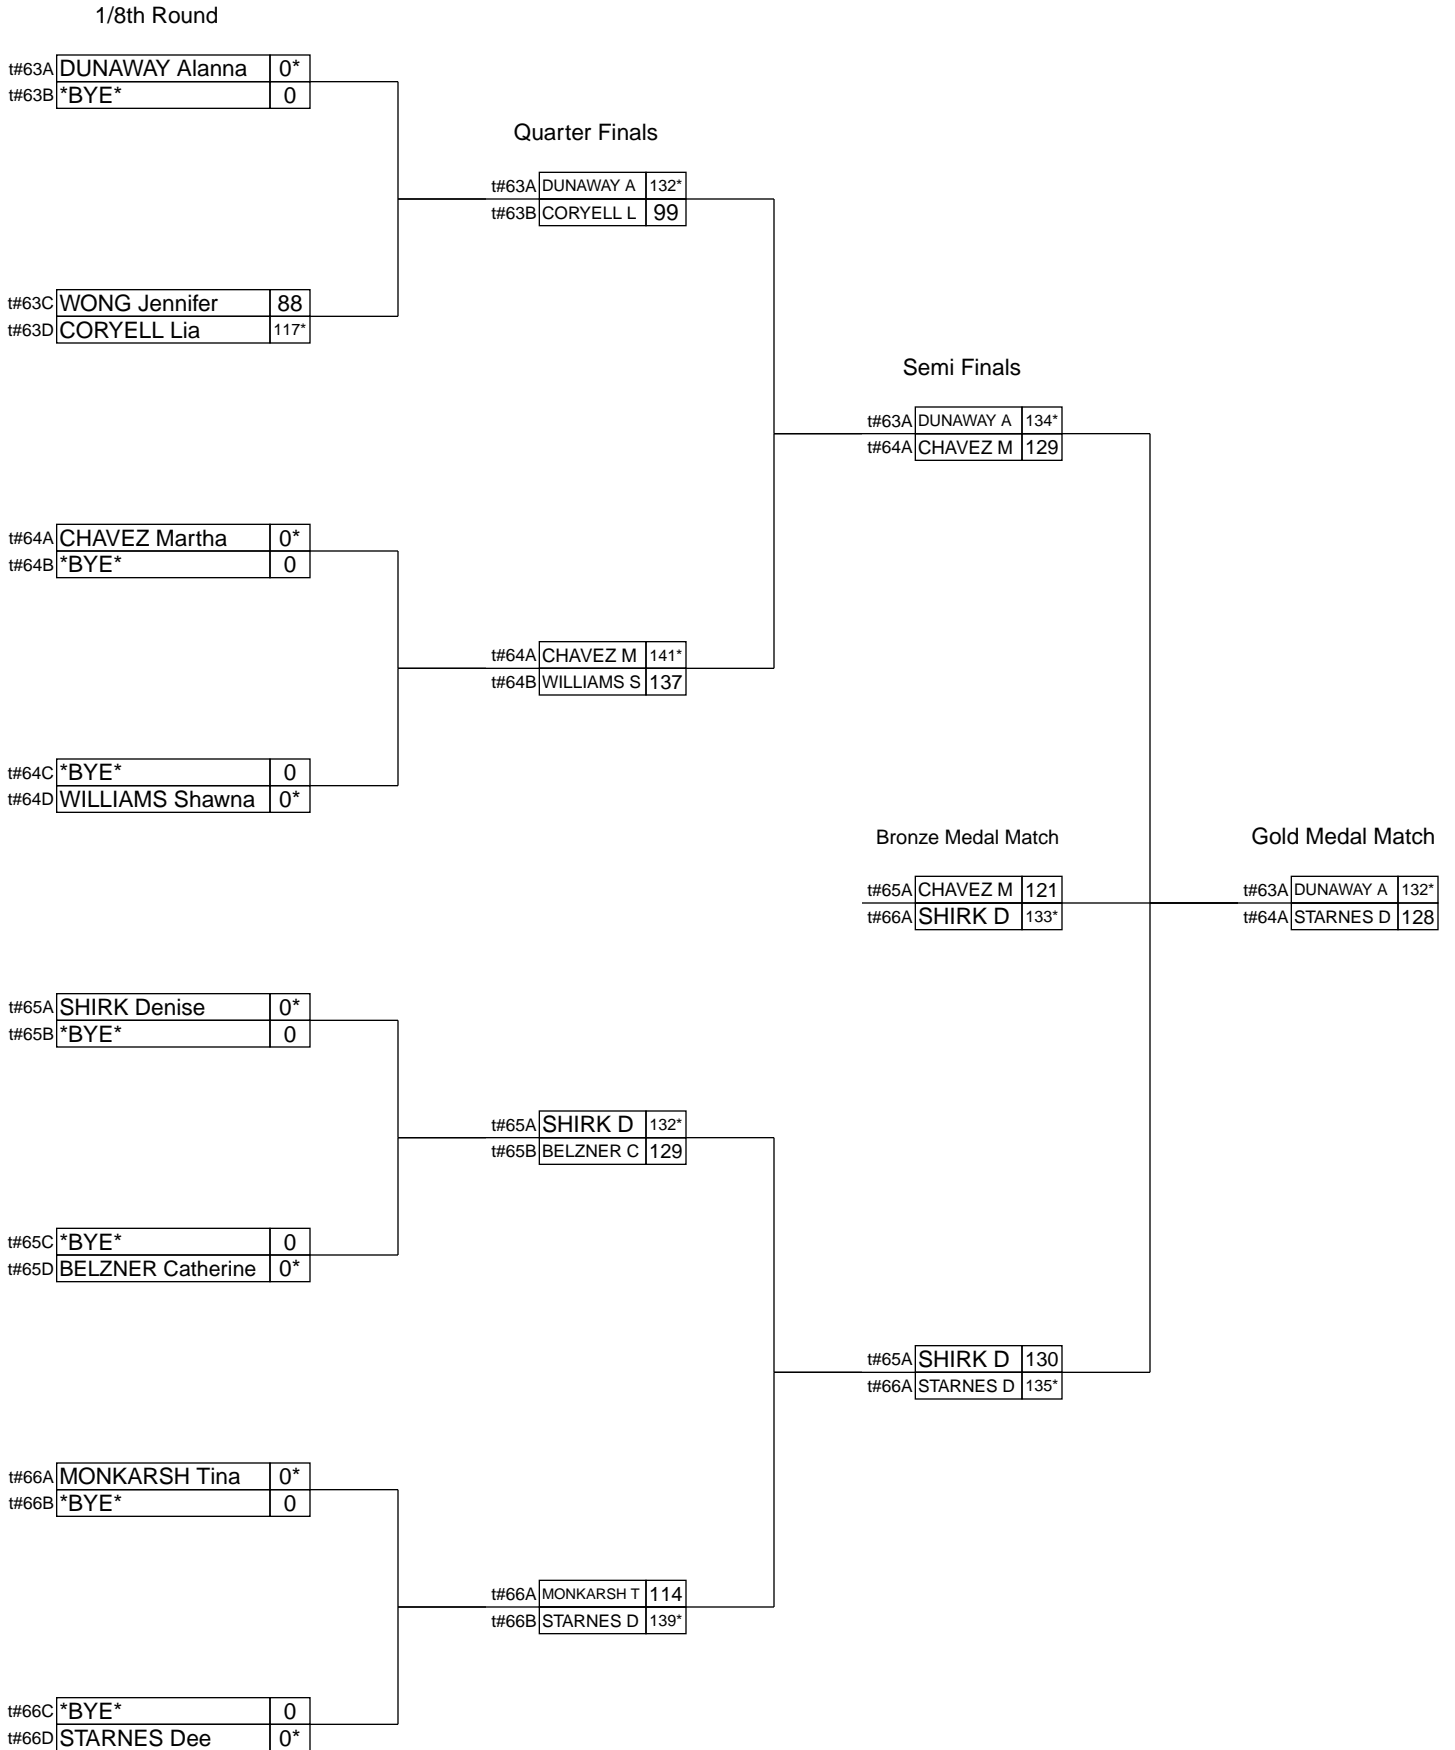 1/8th Round
t#63A DUNAWAY Alanna 0*
t#63B *BYE* 0
Quarter Finals
t#63A DUNAWAY A 132*
t#63B CORYELL L 99
t#63C WONG Jennifer 88
t#63D CORYELL Lia 117*
Semi Finals
t#63A DUNAWAY A 134*
t#64A CHAVEZ M 129
t#64A CHAVEZ Martha 0*
t#64B *BYE* 0
t#64A CHAVEZ M 141*
t#64B WILLIAMS S 137
t#64C *BYE* 0
t#64D WILLIAMS Shawna 0*
Bronze Medal Match
Gold Medal Match
t#65A CHAVEZ M 121
t#66A SHIRK D 133*
t#63A DUNAWAY A 132*
t#64A STARNES D 128
t#65A SHIRK Denise 0*
t#65B *BYE* 0
t#65A SHIRK D 132*
t#65B BELZNER C 129
t#65C *BYE* 0
t#65D BELZNER Catherine 0*
t#65A SHIRK D 130
t#66A STARNES D 135*
t#66A MONKARSH Tina 0*
t#66B *BYE* 0
t#66A MONKARSH T 114
t#66B STARNES D 139*
t#66C *BYE* 0
t#66D STARNES Dee 0*